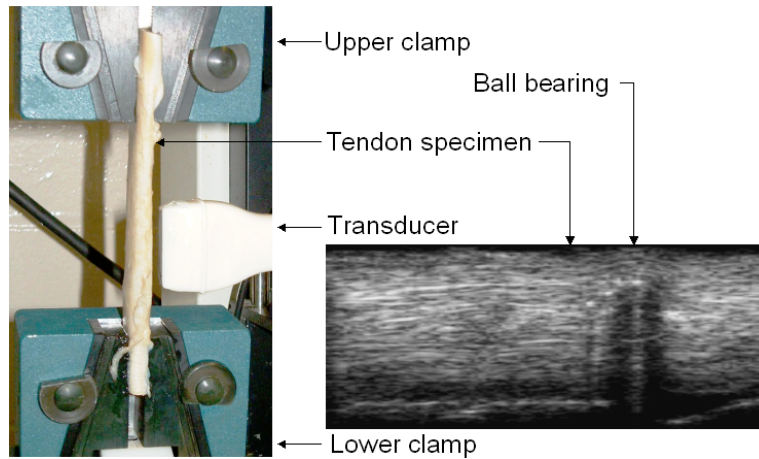 Upper clamp
Ball bearing
Tendon specimen
Transducer
Lower clamp